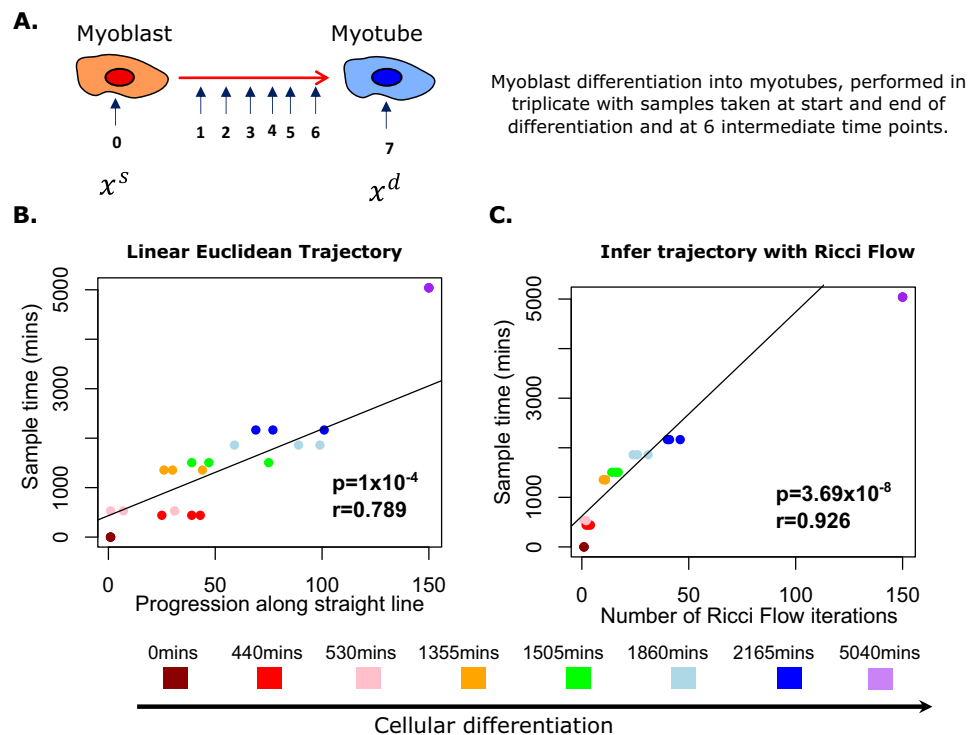 A.
Myoblast
Myotube
0
1 2 3 4 5 6
7
x^s
x^d
Myoblast differentiation into myotubes, performed in
triplicate with samples taken at start and end of
differentiation and at 6 intermediate time points.
B.
Linear Euclidean Trajectory
Sample time (mins)
5000
3000
1000
0
p=1x10^-4
r=0.789
0 50 100 150
Progression along straight line
C.
Infer trajectory with Ricci Flow
Sample time (mins)
5000
3000
1000
0
p=3.69x10^-8
r=0.926
0 50 100 150
Number of Ricci Flow iterations
0mins 440mins 530mins 1355mins 1505mins 1860mins 2165mins 5040mins
Cellular differentiation